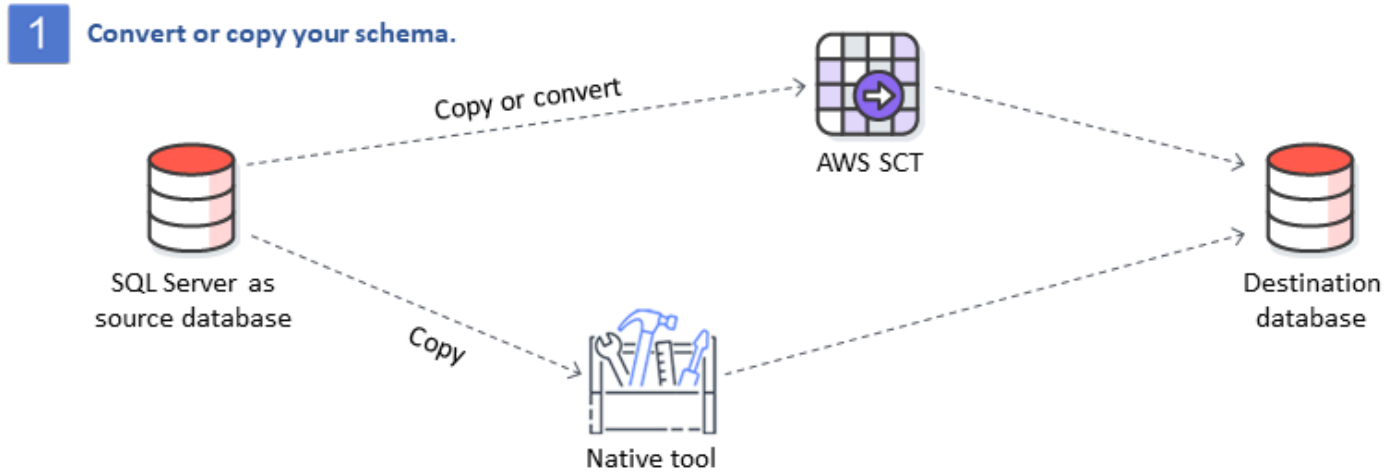 1
Convert or copy your schema.
Copy or convert
AWS SCT
SQL Server as
source database
Destination
database
Copy
Native tool